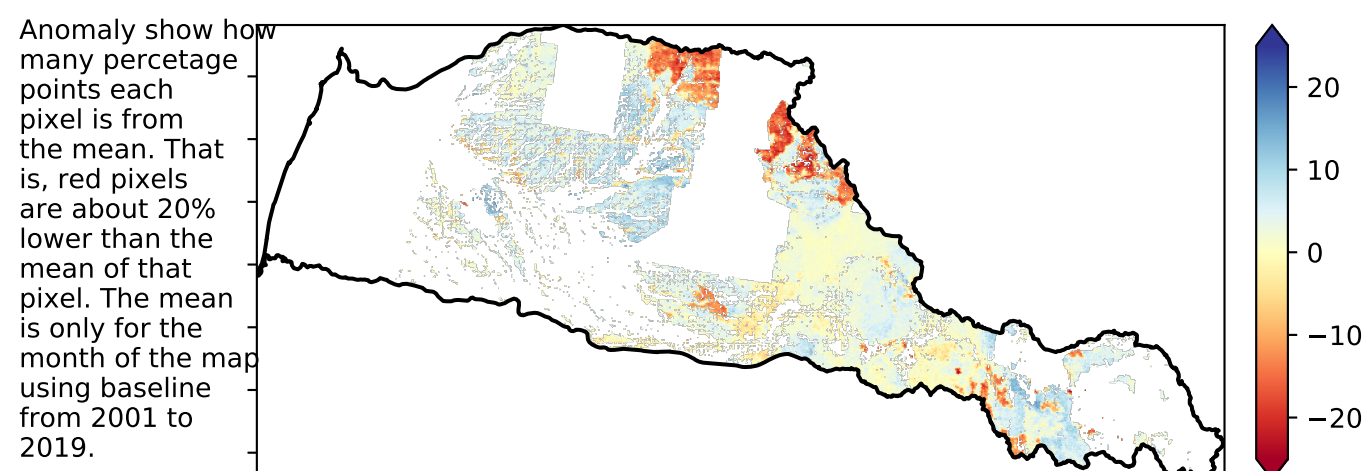 Anomaly show how
many percetage
points each
pixel is from
the mean. That
is, red pixels
are about 20%
lower than the
mean of that
pixel. The mean
is only for the
month of the map
using baseline
from 2001 to
2019.
20
10
0
−10
−20